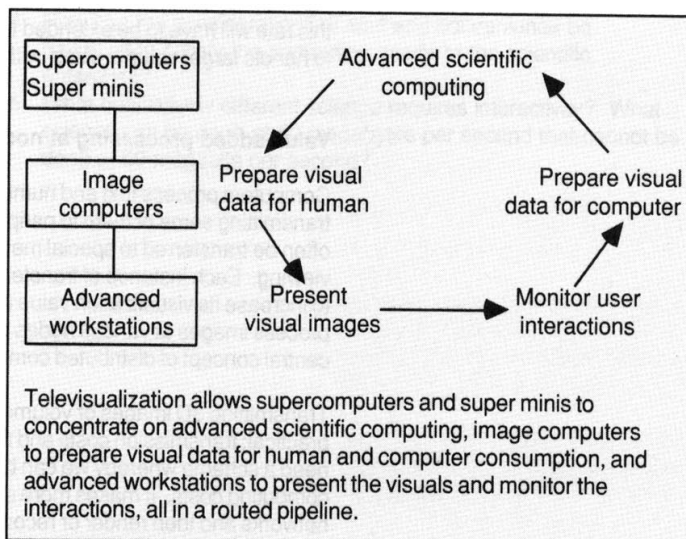 Supercomputers
Super minis
Advanced scientific
computing
Image
computers
Prepare visual
data for human
Prepare visual
data for computer
Advanced
workstations
Present
visual images
Monitor user
interactions
Televisualization allows supercomputers and super minis to
concentrate on advanced scientific computing, image computers
to prepare visual data for human and computer consumption, and
advanced workstations to present the visuals and monitor the
interactions, all in a routed pipeline.